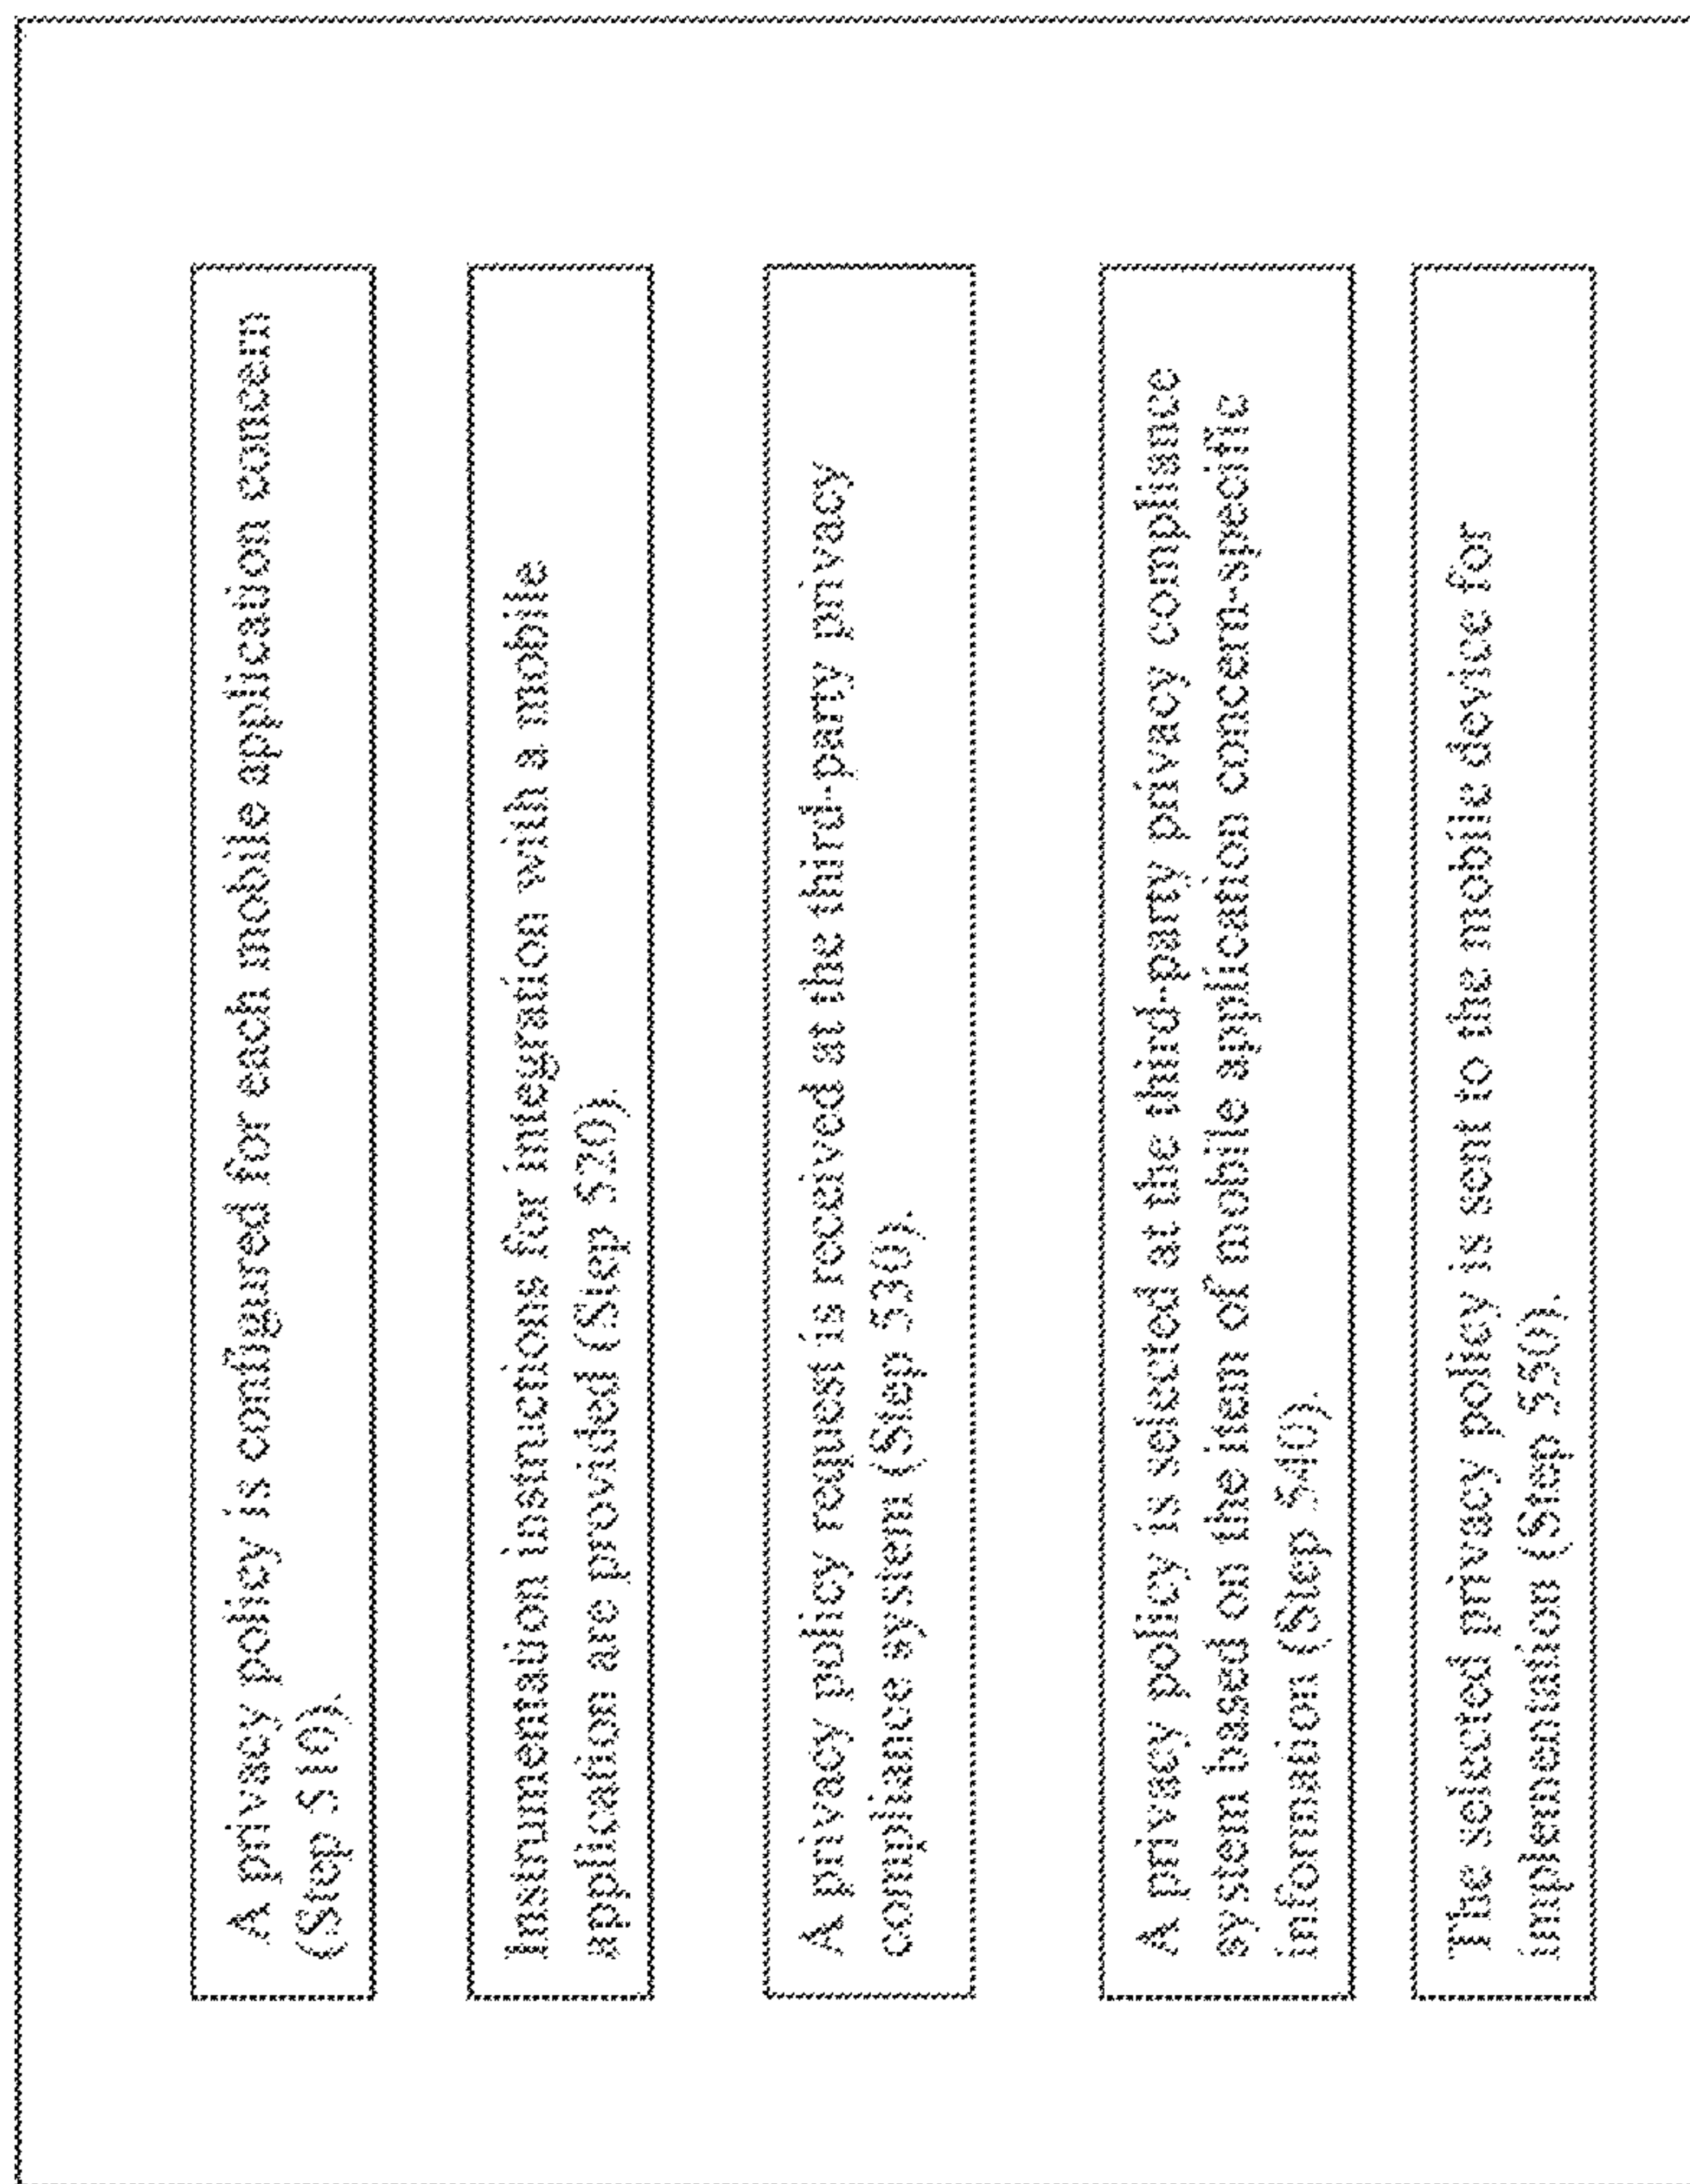 A privacy policy is configured for each mobile application concern
(Step 510).
Instrumentation instructions for integration with a mobile
application are provided (Step 520).
A privacy policy request is received at the third-party privacy
compliance system (Step 530).
A privacy policy is selected at the third-party privacy compliance
system based on the item of mobile application concern-specific
information (Step 540).
The selected privacy policy is sent to the mobile device for
implementation (Step 550).